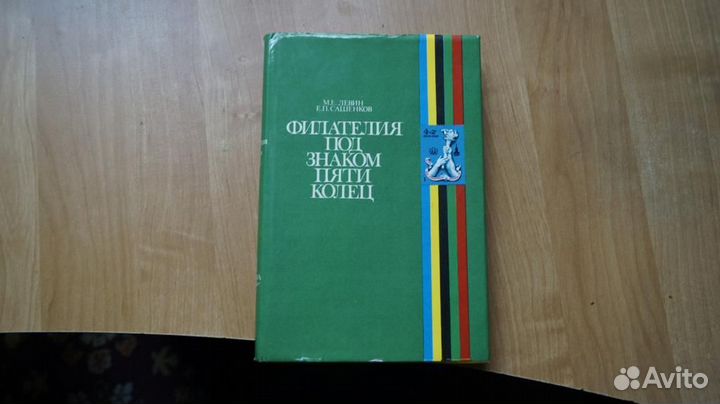 М.Е. ЛЕВИН
Е.П. САШЕНКОВ
ФИЛАТЕЛИЯ
ПОД
ЗНАКОМ
ПЯТИ
КОЛЕЦ
Avito